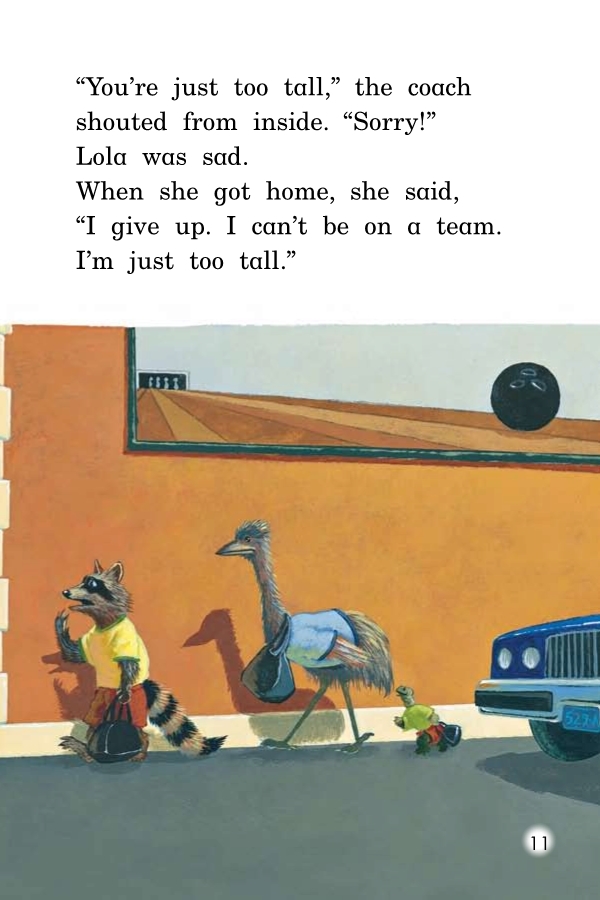 “You’re just too tall,” the coach
shouted from inside. “Sorry!”
Lola was sad.
When she got home, she said,
“I give up. I can’t be on a team.
I’m just too tall.”
11